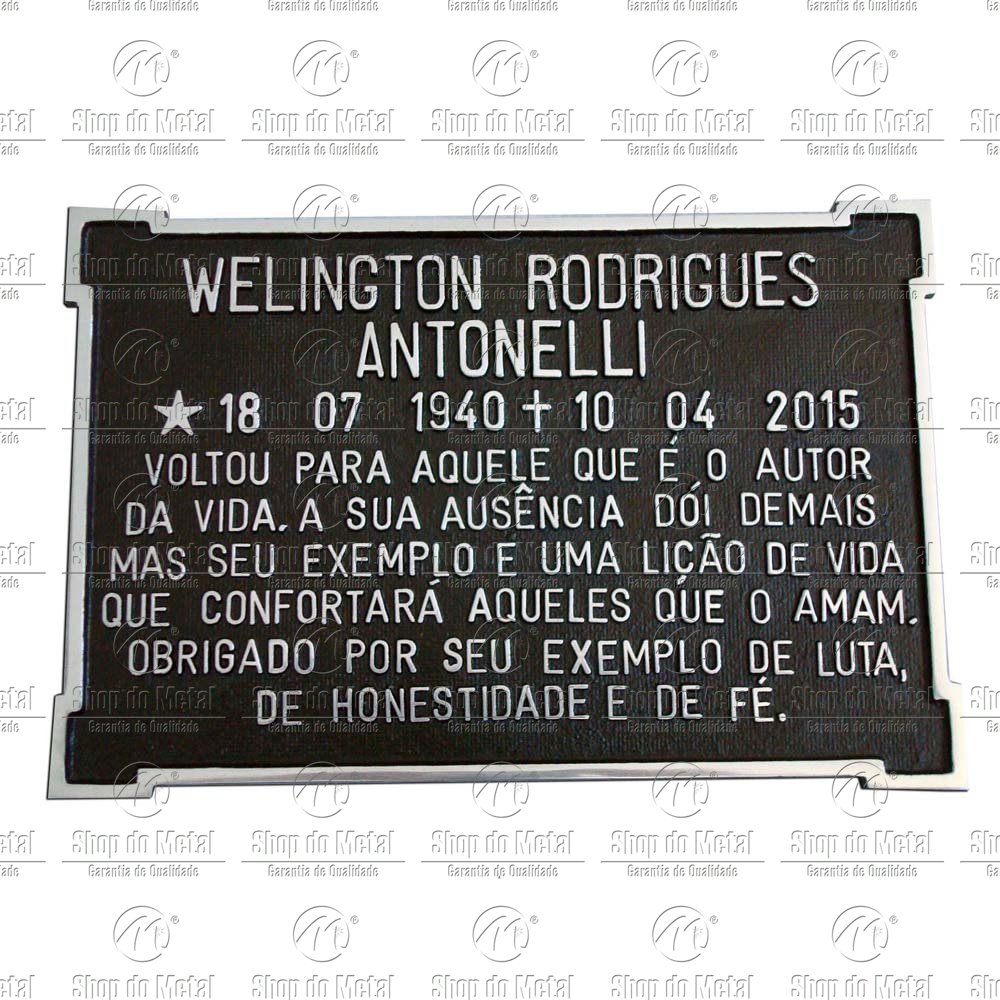 WELINGTON RODRIGUES
ANTONELLI
★ 18 07 1940 ✝ 10 04 2015
VOLTOU PARA AQUELE QUE É O AUTOR
DA VIDA. A SUA AUSÊNCIA DÓI DEMAIS
MAS SEU EXEMPLO E UMA LIÇÃO DE VIDA
QUE CONFORTARÁ AQUELES QUE O AMAM.
OBRIGADO POR SEU EXEMPLO DE LUTA,
DE HONESTIDADE E DE FÉ.
Shop do Metal
Garantia de Qualidade